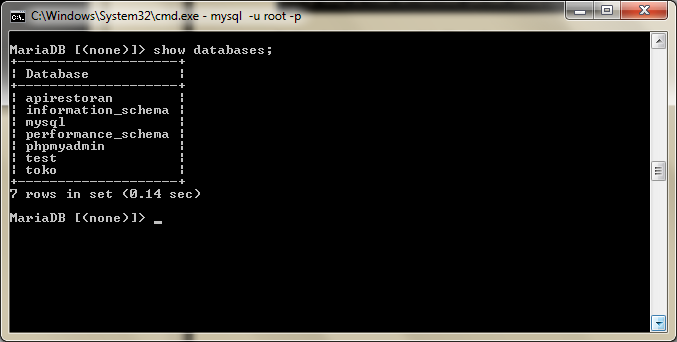 C:\Windows\System32\cmd.exe - mysql -u root -p
MariaDB [(none)]> show databases;
+--------------------+
| Database           |
+--------------------+
| apirestoran        |
| information_schema |
| mysql              |
| performance_schema |
| phpmyadmin         |
| test               |
| toko               |
+--------------------+
7 rows in set (0.14 sec)
MariaDB [(none)]> _